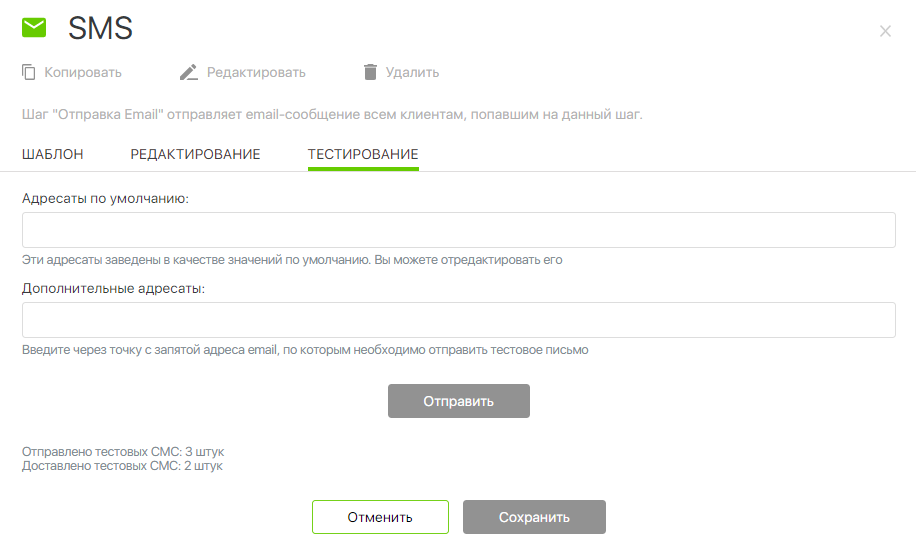 SMS
Копировать Редактировать Удалить
Шаг "Отправка Email" отправляет email-сообщение всем клиентам, попавшим на данный шаг.
ШАБЛОН РЕДАКТИРОВАНИЕ ТЕСТИРОВАНИЕ
Адресаты по умолчанию:
Эти адресаты заведены в качестве значений по умолчанию. Вы можете отредактировать его
Дополнительные адресаты:
Введите через точку с запятой адреса email, по которым необходимо отправить тестовое письмо
Отправить
Отправлено тестовых СМС: 3 штук
Доставлено тестовых СМС: 2 штук
Отменить Сохранить